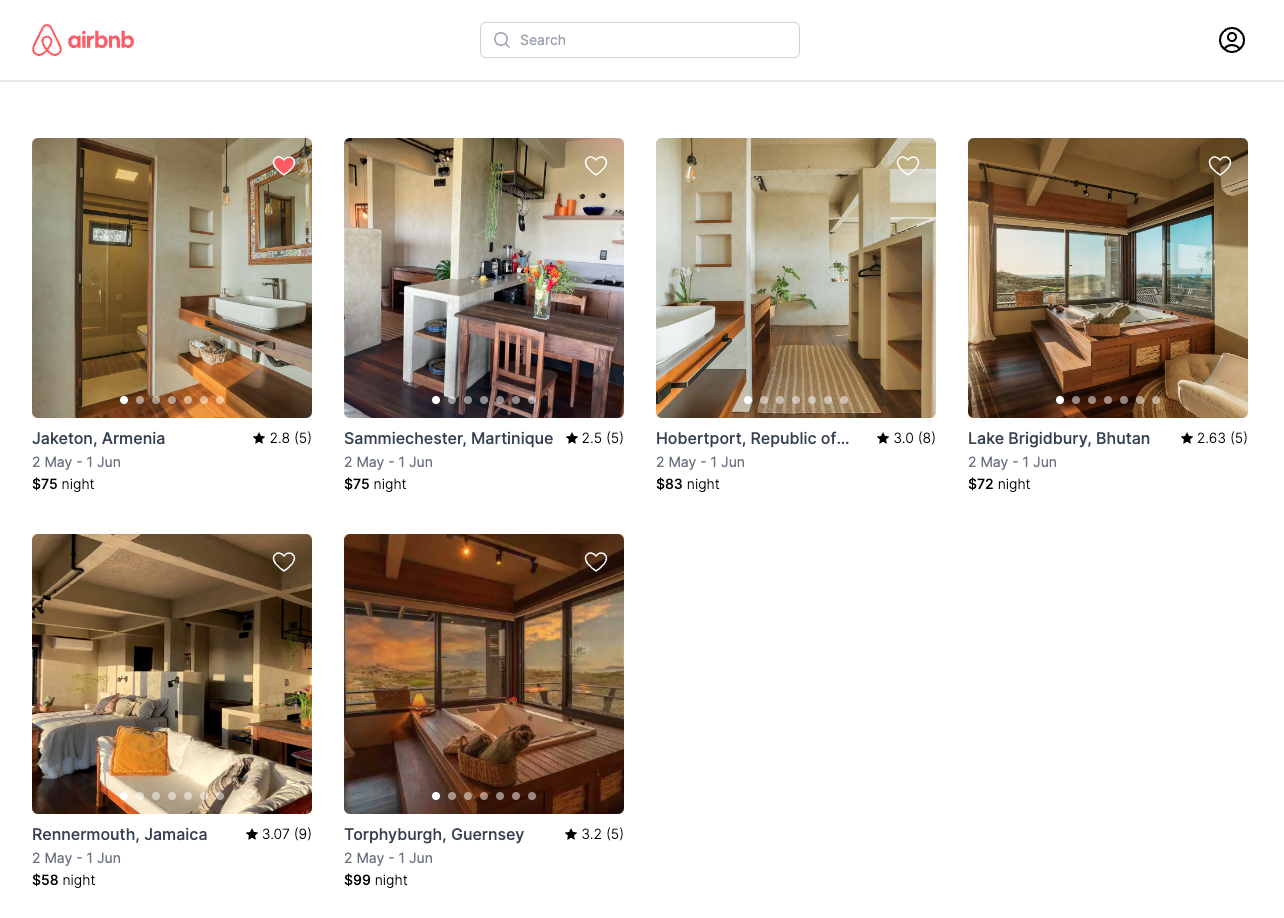 airbnb
Search
Jaketon, Armenia 2.8 (5)
2 May - 1 Jun
$75 night
Sammiechester, Martinique 2.5 (5)
2 May - 1 Jun
$75 night
Hobertport, Republic of... 3.0 (8)
2 May - 1 Jun
$83 night
Lake Brigidbury, Bhutan 2.63 (5)
2 May - 1 Jun
$72 night
Rennermouth, Jamaica 3.07 (9)
2 May - 1 Jun
$58 night
Torphyburgh, Guernsey 3.2 (5)
2 May - 1 Jun
$99 night